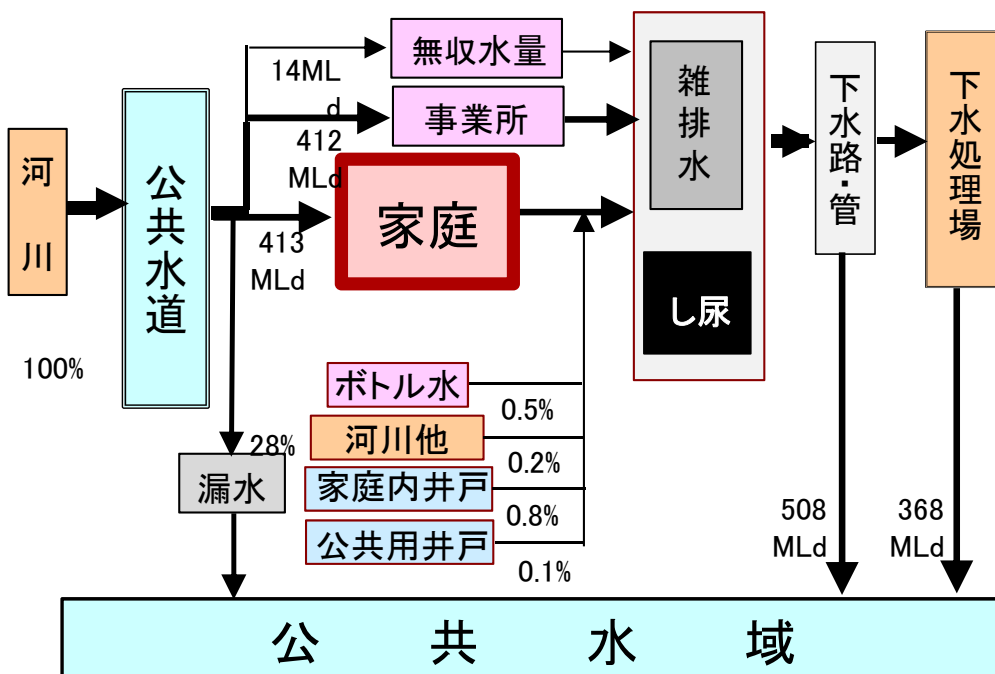 無収水量
14ML
d
事業所
412
MLd
河川
100%
公共水道
家庭
413
MLd
雑排水
し尿
下水路・管
下水処理場
ボトル水
0.5%
河川他
0.2%
家庭内井戸
0.8%
公共用井戸
0.1%
28%
漏水
508
MLd
368
MLd
公共水域